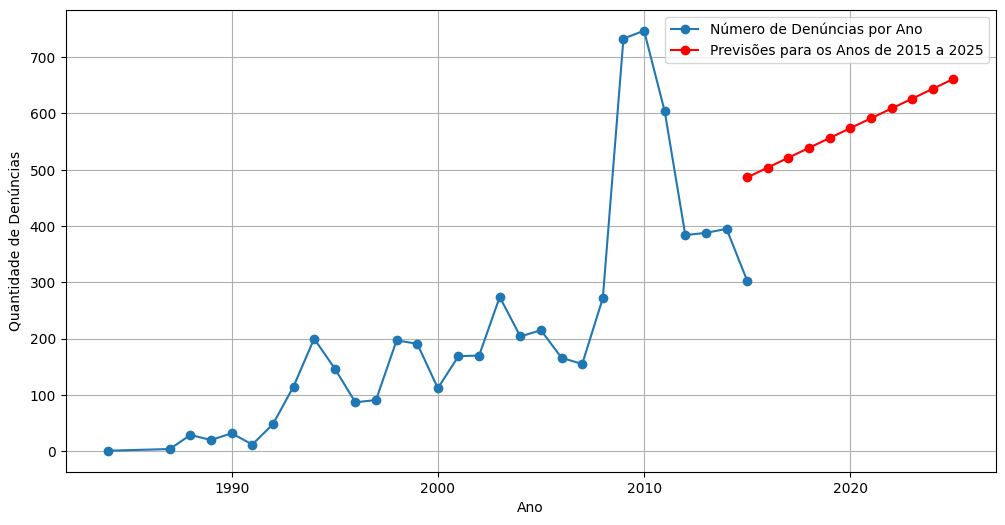 Número de Denúncias por Ano
Previsões para os Anos de 2015 a 2025
Quantidade de Denúncias
700
600
500
400
300
200
100
0
1990 2000 2010 2020
Ano